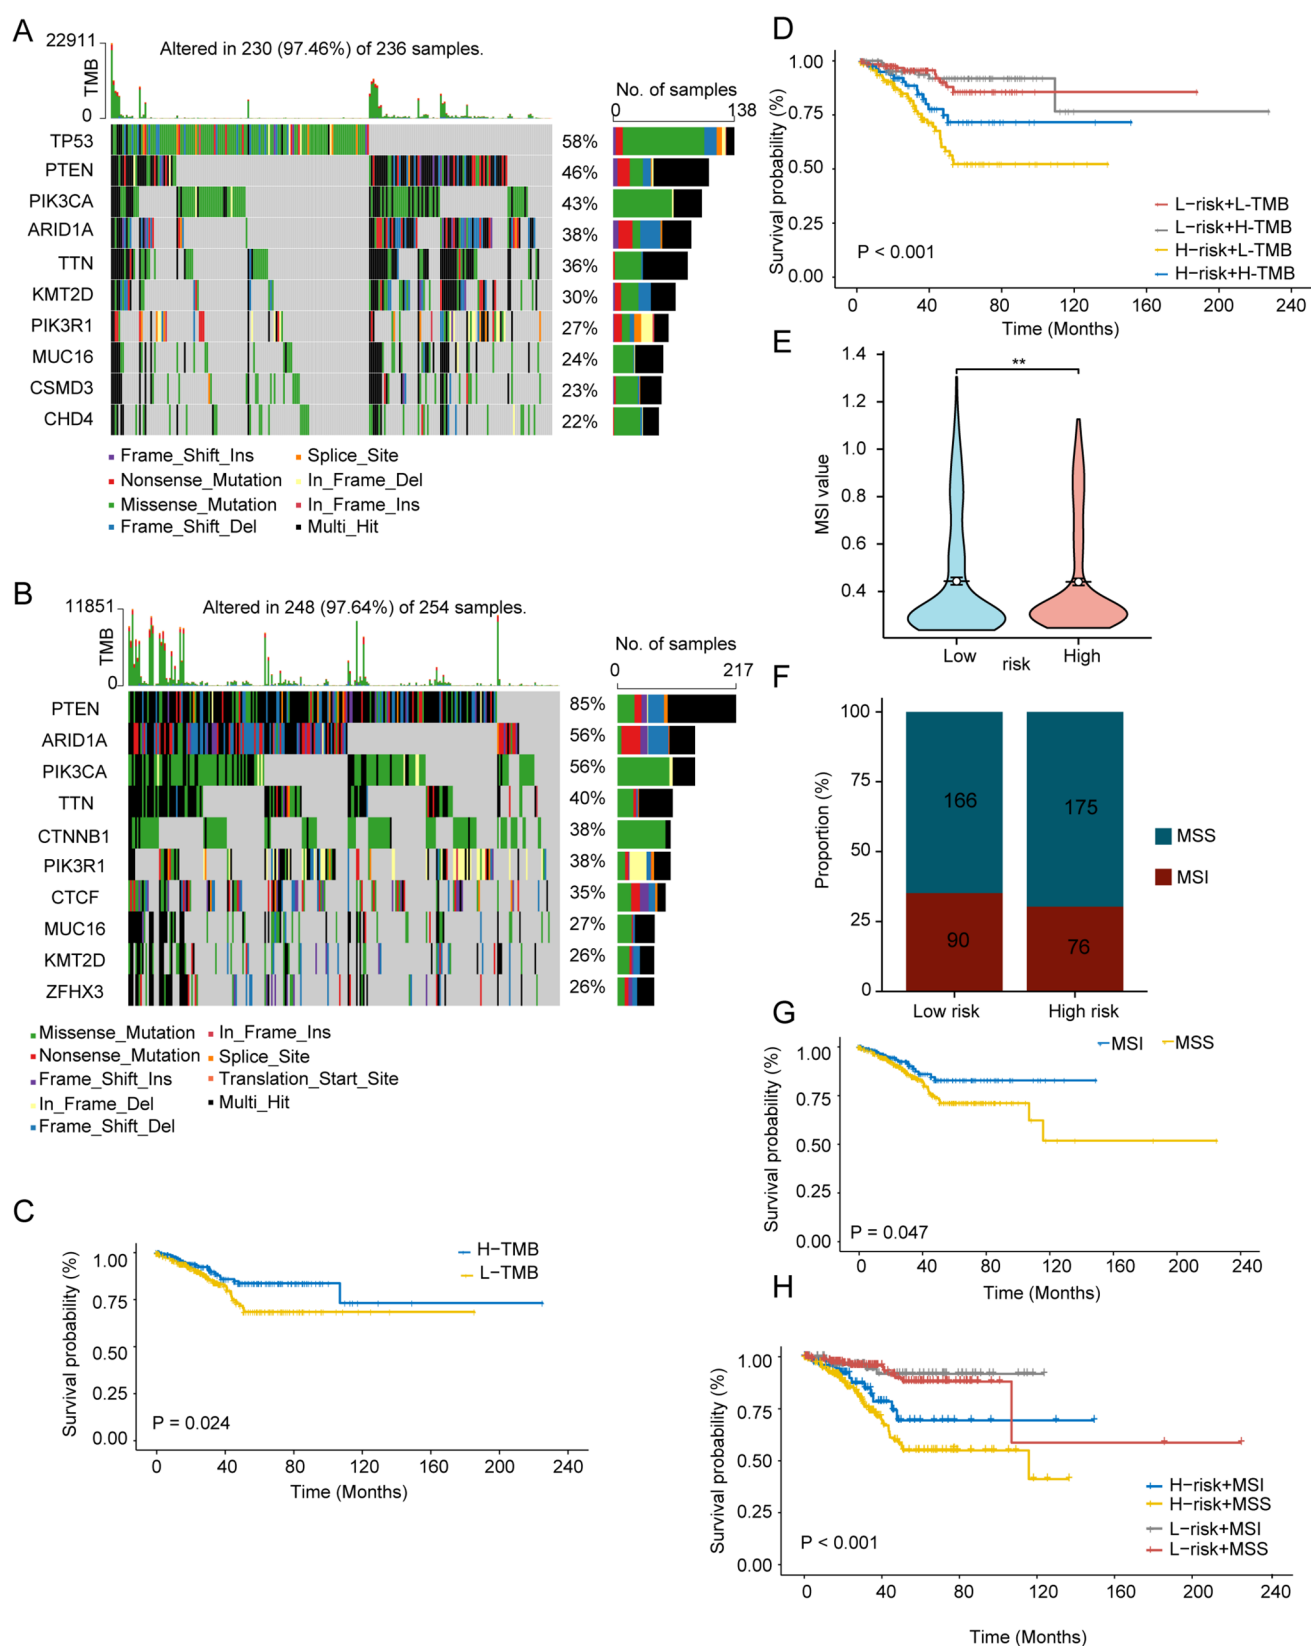 A
22911
TMB
0
Altered in 230 (97.46%) of 236 samples.
No. of samples
0 138
TP53 58%
PTEN 46%
PIK3CA 43%
ARID1A 38%
TTN 36%
KMT2D 30%
PIK3R1 27%
MUC16 24%
CSMD3 23%
CHD4 22%
Frame_Shift_Ins Splice_Site
Nonsense_Mutation In_Frame_Del
Missense_Mutation In_Frame_Ins
Frame_Shift_Del Multi_Hit
B
11851
TMB
0
Altered in 248 (97.64%) of 254 samples.
No. of samples
0 217
PTEN 85%
ARID1A 56%
PIK3CA 56%
TTN 40%
CTNNB1 38%
PIK3R1 38%
CTCF 35%
MUC16 27%
KMT2D 26%
ZFHX3 26%
Missense_Mutation In_Frame_Ins
Nonsense_Mutation Splice_Site
Frame_Shift_Ins Translation_Start_Site
In_Frame_Del Multi_Hit
Frame_Shift_Del
C
Survival probability (%)
1.00
0.75
0.50
0.25
0.00
H−TMB
L−TMB
P = 0.024
0 40 80 120 160 200 240
Time (Months)
D
Survival probability (%)
1.00
0.75
0.50
0.25
0.00
L−risk+L-TMB
L−risk+H-TMB
H−risk+L-TMB
H−risk+H-TMB
P < 0.001
0 40 80 120 160 200 240
Time (Months)
E
MSI value
1.4
1.2
1.0
0.8
0.6
0.4
**
Low High
risk
F
Proportion (%)
100
75
50
25
0
166 175
90 76
MSS
MSI
Low risk High risk
G
Survival probability (%)
1.00
0.75
0.50
0.25
0.00
MSI MSS
P = 0.047
0 40 80 120 160 200 240
Time (Months)
H
Survival probability (%)
1.00
0.75
0.50
0.25
0.00
H−risk+MSI
H−risk+MSS
L−risk+MSI
L−risk+MSS
P < 0.001
0 40 80 120 160 200 240
Time (Months)